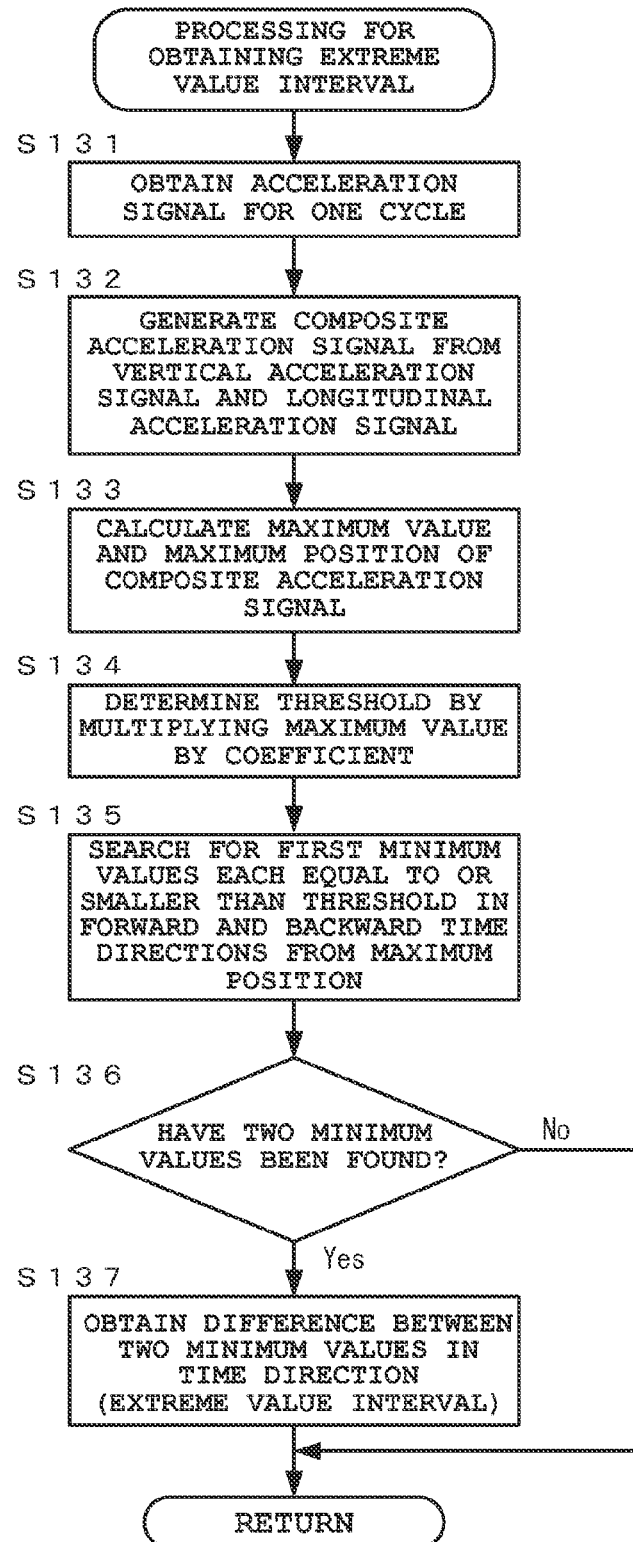 PROCESSING FOR
OBTAINING EXTREME
VALUE INTERVAL
S131
OBTAIN ACCELERATION
SIGNAL FOR ONE CYCLE
S132
GENERATE COMPOSITE
ACCELERATION SIGNAL FROM
VERTICAL ACCELERATION
SIGNAL AND LONGITUDINAL
ACCELERATION SIGNAL
S133
CALCULATE MAXIMUM VALUE
AND MAXIMUM POSITION OF
COMPOSITE ACCELERATION
SIGNAL
S134
DETERMINE THRESHOLD BY
MULTIPLYING MAXIMUM VALUE
BY COEFFICIENT
S135
SEARCH FOR FIRST MINIMUM
VALUES EACH EQUAL TO OR
SMALLER THAN THRESHOLD IN
FORWARD AND BACKWARD TIME
DIRECTIONS FROM MAXIMUM
POSITION
S136
HAVE TWO MINIMUM
VALUES BEEN FOUND?
No
Yes
S137
OBTAIN DIFFERENCE BETWEEN
TWO MINIMUM VALUES IN
TIME DIRECTION
(EXTREME VALUE INTERVAL)
RETURN